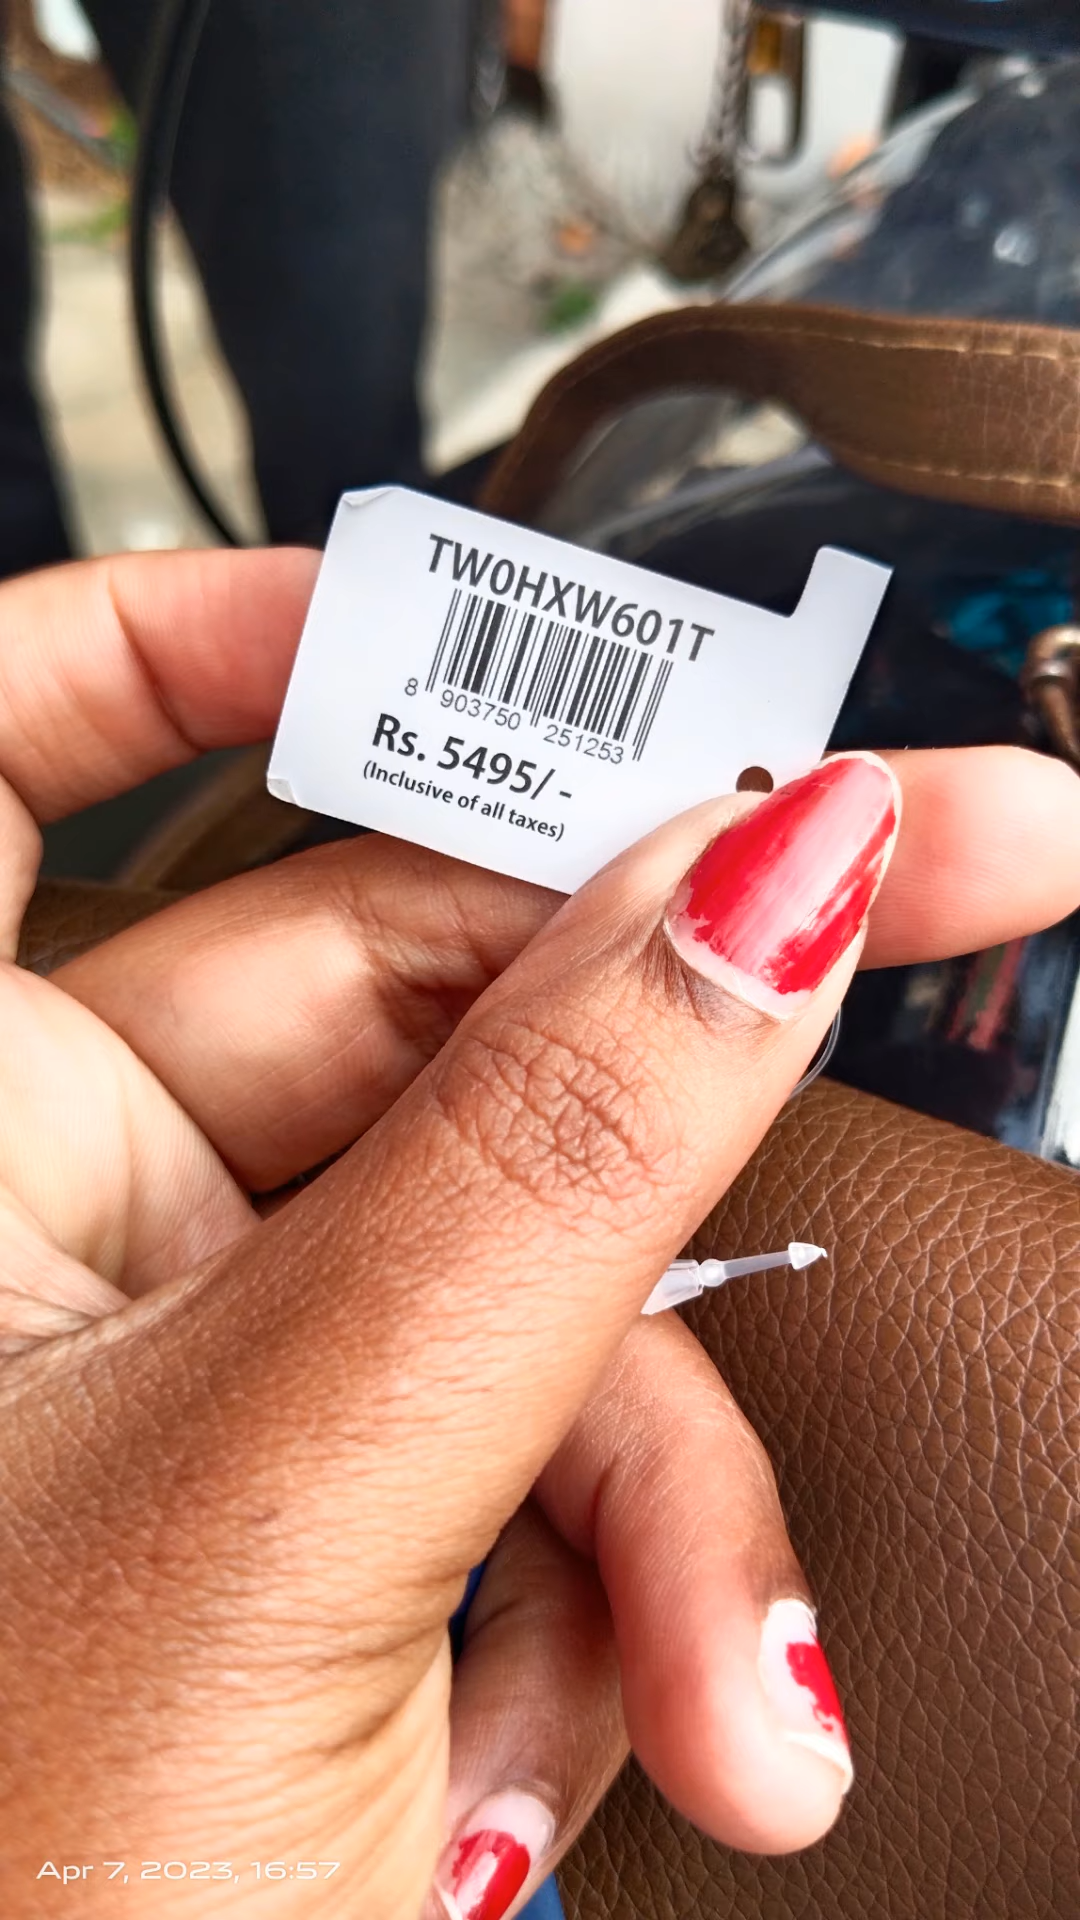 TW0HXW601T
8 903750 251253
Rs. 5495/-
(Inclusive of all taxes)
Apr 7, 2023, 16:57